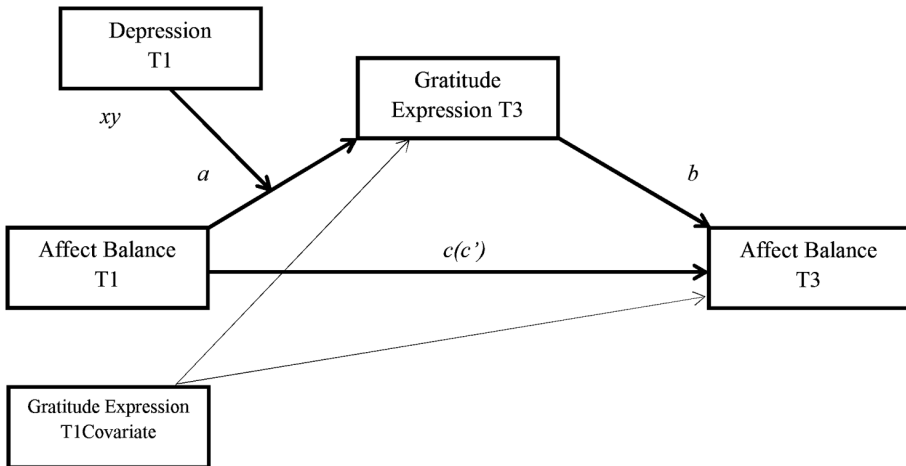 Depression
T1
Gratitude
Expression T3
xy
a
b
Affect Balance
T1
c(c’)
Affect Balance
T3
Gratitude Expression
T1Covariate